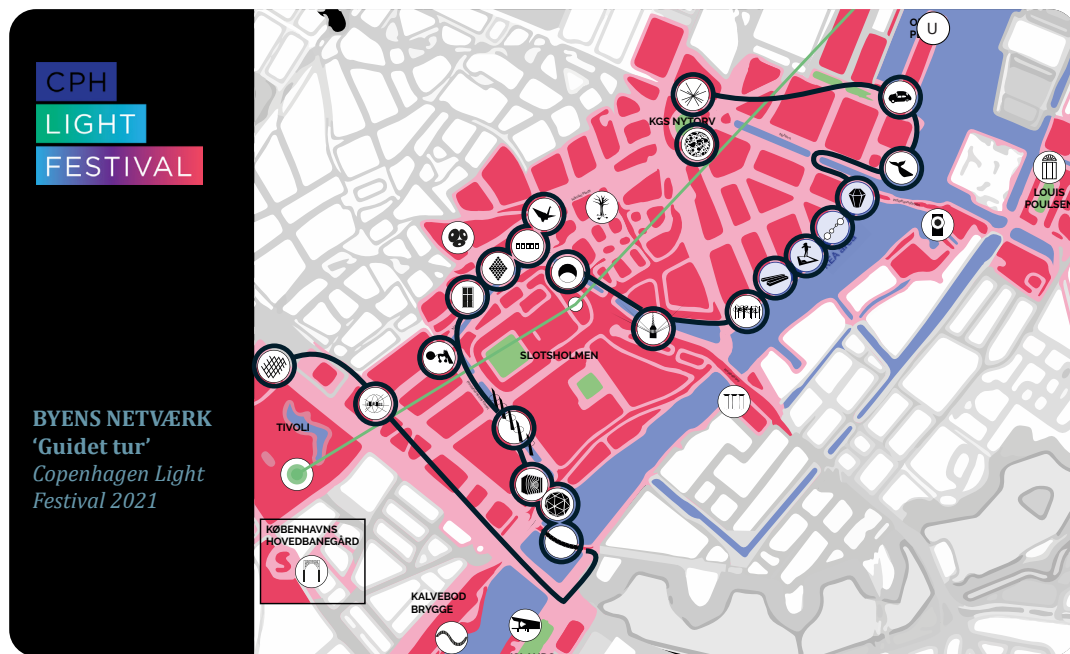 CPH
LIGHT
FESTIVAL
BYENS NETVÆRK
‘Guidet tur’
Copenhagen Light
Festival 2021
U
KGS NYTORV
LOUIS
POULSEN
SLOTSHOLMEN
TIVOLI
KØBENHAVNS
HOVEDBANEGÅRD
S
KALVEBOD
BRYGGE